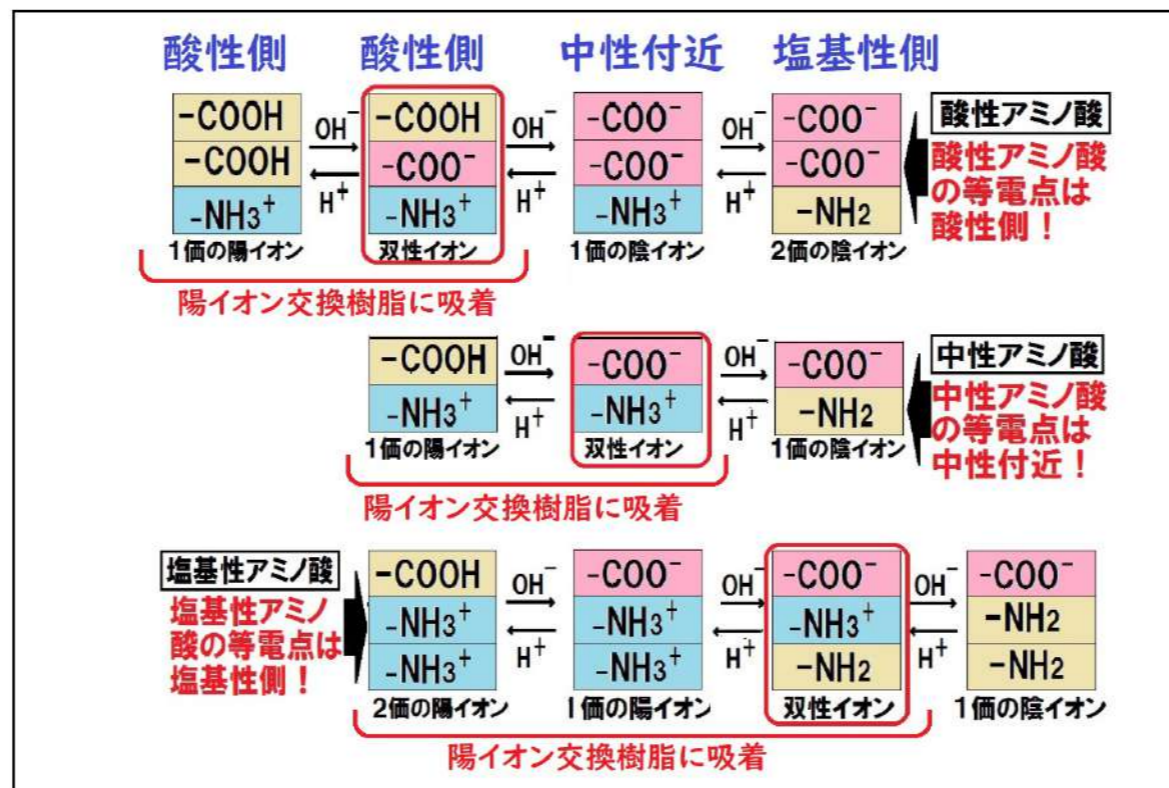 酸性側 酸性側 中性付近 塩基性側
-COOH -COOH -COO⁻ -COO⁻
OH⁻ OH⁻ OH⁻
-COOH -COO⁻ -COO⁻ -COO⁻
H⁺ H⁺ H⁺
-NH3⁺ -NH3⁺ -NH3⁺ -NH2
1価の陽イオン 双性イオン 1価の陰イオン 2価の陰イオン
酸性アミノ酸
酸性アミノ酸
の等電点は
酸性側！
陽イオン交換樹脂に吸着
-COOH -COO⁻ -COO⁻
OH⁻ OH⁻
H⁺ H⁺
-NH3⁺ -NH3⁺ -NH2
1価の陽イオン 双性イオン 1価の陰イオン
中性アミノ酸
中性アミノ酸
の等電点は
中性付近！
陽イオン交換樹脂に吸着
塩基性アミノ酸
塩基性アミノ
酸の等電点は
塩基性側！
-COOH -COO⁻ -COO⁻ -COO⁻
OH⁻ OH⁻ OH⁻
-NH3⁺ -NH3⁺ -NH3⁺ -NH2
H⁺ H⁺ H⁺
-NH3⁺ -NH3⁺ -NH2 -NH2
2価の陽イオン 1価の陽イオン 双性イオン 1価の陰イオン
陽イオン交換樹脂に吸着